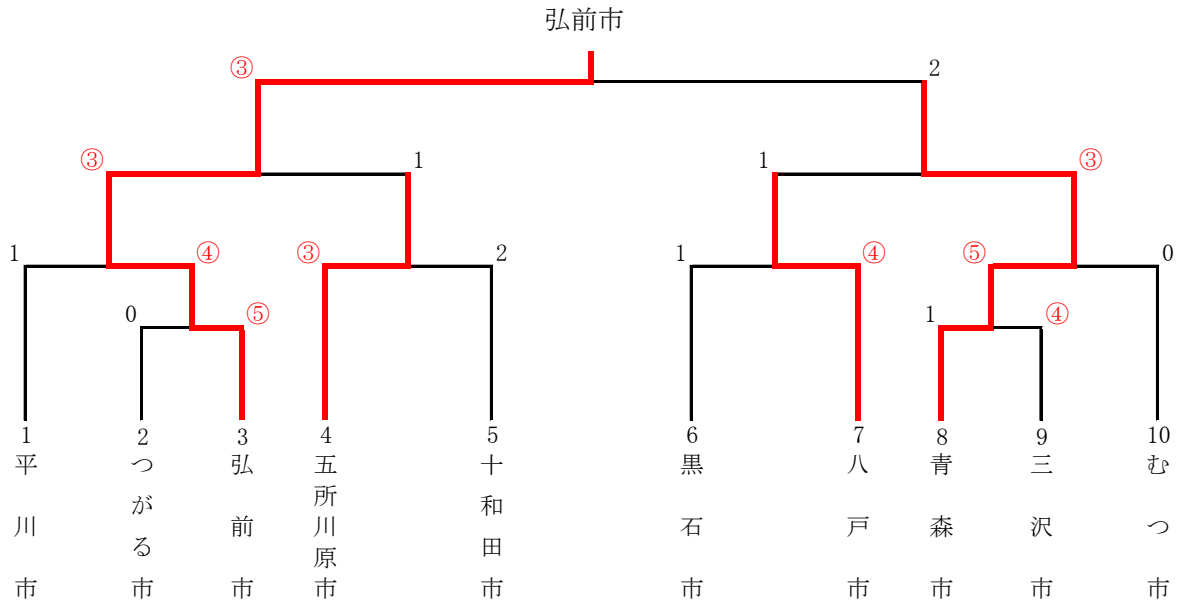 弘前市
③ 2
③ 1 1 ③
1 ④ ③ 2 1 ④ ⑤ 0
0 ⑤ 1 ④
1 2 3 4 5 6 7 8 9 10
平川市
つがる市
弘前市
五所川原市
十和田市
黒石市
八戸市
青森市
三沢市
むつ市